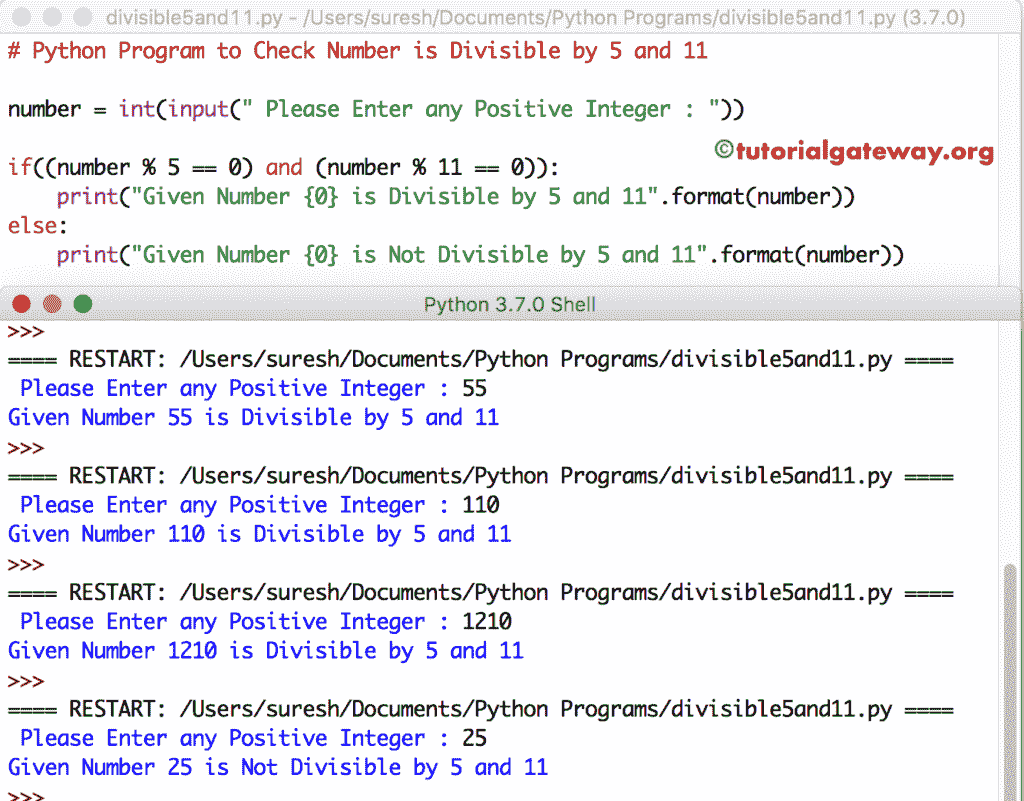 divisible5and11.py - /Users/suresh/Documents/Python Programs/divisible5and11.py (3.7.0)
# Python Program to Check Number is Divisible by 5 and 11
number = int(input(" Please Enter any Positive Integer : "))
©tutorialgateway.org
if((number % 5 == 0) and (number % 11 == 0)):
    print("Given Number {0} is Divisible by 5 and 11".format(number))
else:
    print("Given Number {0} is Not Divisible by 5 and 11".format(number))
Python 3.7.0 Shell
>>>
==== RESTART: /Users/suresh/Documents/Python Programs/divisible5and11.py ====
 Please Enter any Positive Integer : 55
Given Number 55 is Divisible by 5 and 11
>>>
==== RESTART: /Users/suresh/Documents/Python Programs/divisible5and11.py ====
 Please Enter any Positive Integer : 110
Given Number 110 is Divisible by 5 and 11
>>>
==== RESTART: /Users/suresh/Documents/Python Programs/divisible5and11.py ====
 Please Enter any Positive Integer : 1210
Given Number 1210 is Divisible by 5 and 11
>>>
==== RESTART: /Users/suresh/Documents/Python Programs/divisible5and11.py ====
 Please Enter any Positive Integer : 25
Given Number 25 is Not Divisible by 5 and 11
>>>